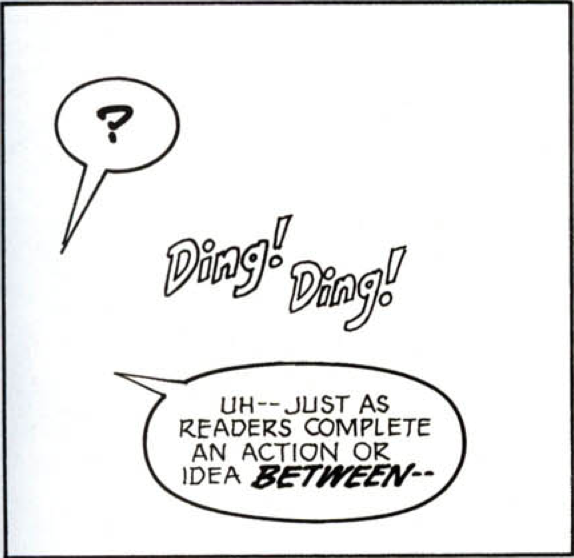 ?
Ding!
Ding!
UH--JUST AS
READERS COMPLETE
AN ACTION OR
IDEA BETWEEN--